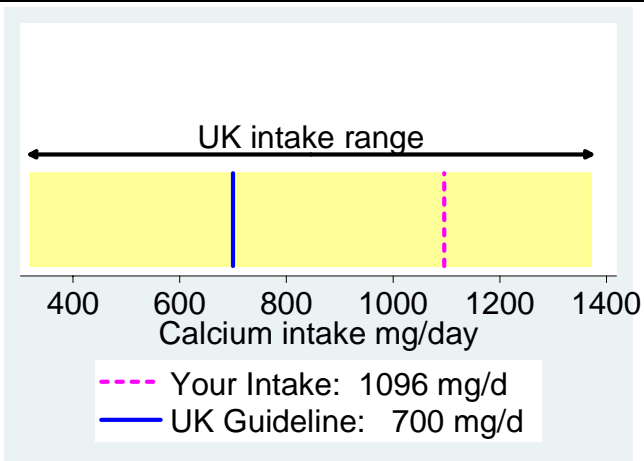 UK intake range
400 600 800 1000 1200 1400
Calcium intake mg/day
Your Intake: 1096 mg/d
UK Guideline: 700 mg/d